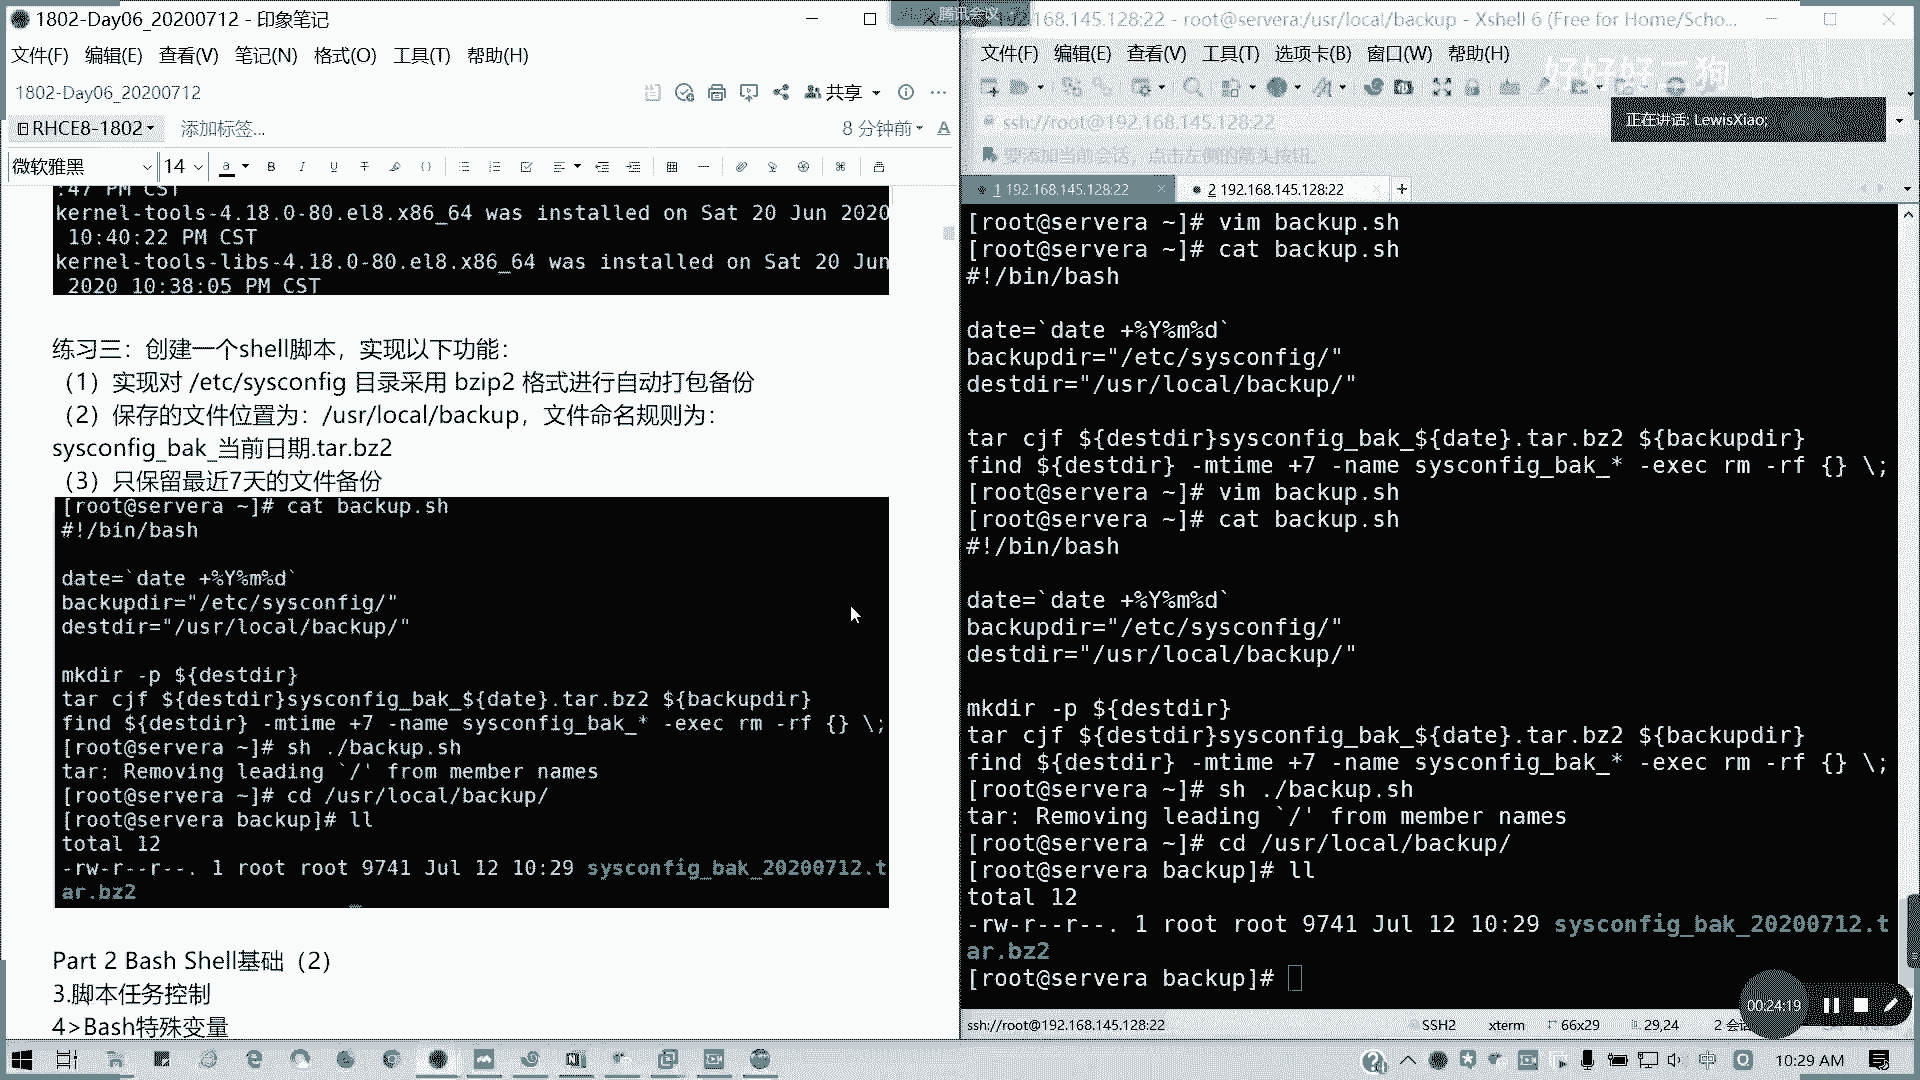 1802-Day06_20200712 - 印象笔记
文件(F) 编辑(E) 查看(V) 笔记(N) 格式(O) 工具(T) 帮助(H)
1802-Day06_20200712
共享
RHCE8-1802 添加标签...
8 分钟前
微软雅黑 14
:47 PM CST
kernel-tools-4.18.0-80.el8.x86_64 was installed on Sat 20 Jun 2020
10:40:22 PM CST
kernel-tools-libs-4.18.0-80.el8.x86_64 was installed on Sat 20 Jun
2020 10:38:05 PM CST
练习三：创建一个shell脚本，实现以下功能：
（1）实现对 /etc/sysconfig 目录采用 bzip2 格式进行自动打包备份
（2）保存的文件位置为：/usr/local/backup，文件命名规则为：
sysconfig_bak_当前日期.tar.bz2
（3）只保留最近7天的文件备份
[root@servera ~]# cat backup.sh
#!/bin/bash
date=`date +%Y%m%d`
backupdir="/etc/sysconfig/"
destdir="/usr/local/backup/"
mkdir -p ${destdir}
tar cjf ${destdir}sysconfig_bak_${date}.tar.bz2 ${backupdir}
find ${destdir} -mtime +7 -name sysconfig_bak_* -exec rm -rf {} \;
[root@servera ~]# sh ./backup.sh
tar: Removing leading `/' from member names
[root@servera ~]# cd /usr/local/backup/
[root@servera backup]# ll
total 12
-rw-r--r--. 1 root root 9741 Jul 12 10:29 sysconfig_bak_20200712.t
ar.bz2
Part 2 Bash Shell基础（2）
3.脚本任务控制
4>Bash特殊变量
腾讯会议
168.145.128:22 - root@servera:/usr/local/backup - Xshell 6 (Free for Home/Scho...
文件(F) 编辑(E) 查看(V) 工具(T) 选项卡(B) 窗口(W) 帮助(H)
好好好二狗
ssh://root@192.168.145.128:22
正在讲话: LewisXiao;
要添加当前会话，点击左侧的箭头按钮。
1 192.168.145.128:22
2 192.168.145.128:22
[root@servera ~]# vim backup.sh
[root@servera ~]# cat backup.sh
#!/bin/bash
date=`date +%Y%m%d`
backupdir="/etc/sysconfig/"
destdir="/usr/local/backup/"
tar cjf ${destdir}sysconfig_bak_${date}.tar.bz2 ${backupdir}
find ${destdir} -mtime +7 -name sysconfig_bak_* -exec rm -rf {} \;
[root@servera ~]# vim backup.sh
[root@servera ~]# cat backup.sh
#!/bin/bash
date=`date +%Y%m%d`
backupdir="/etc/sysconfig/"
destdir="/usr/local/backup/"
mkdir -p ${destdir}
tar cjf ${destdir}sysconfig_bak_${date}.tar.bz2 ${backupdir}
find ${destdir} -mtime +7 -name sysconfig_bak_* -exec rm -rf {} \;
[root@servera ~]# sh ./backup.sh
tar: Removing leading `/' from member names
[root@servera ~]# cd /usr/local/backup/
[root@servera backup]# ll
total 12
-rw-r--r--. 1 root root 9741 Jul 12 10:29 sysconfig_bak_20200712.t
ar.bz2
[root@servera backup]#
00:24:19
ssh://root@192.168.145.128:22 SSH2 xterm 66x29 29,24 2 会
中 10:29 AM